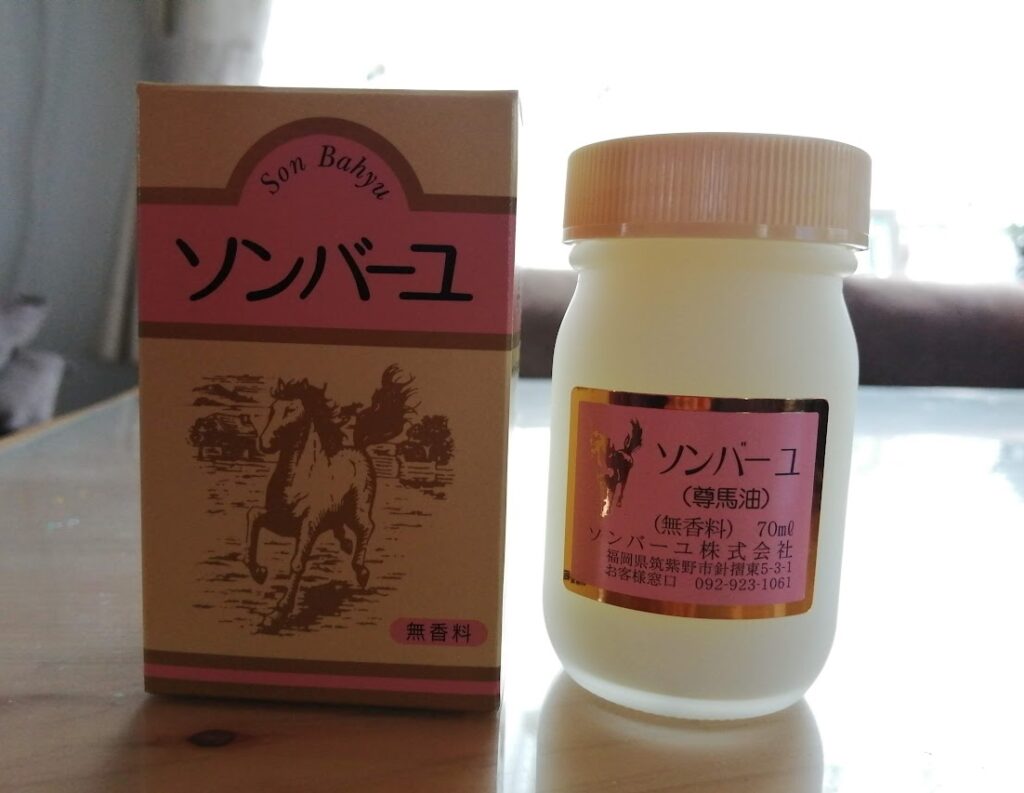 Son Bahyu
ソンバーユ
無香料
ソンバーユ
（尊馬油）
（無香料） 70mℓ
ソンバーユ株式会社
福岡県筑紫野市針摺東5-3-1
お客様窓口 092-923-1061